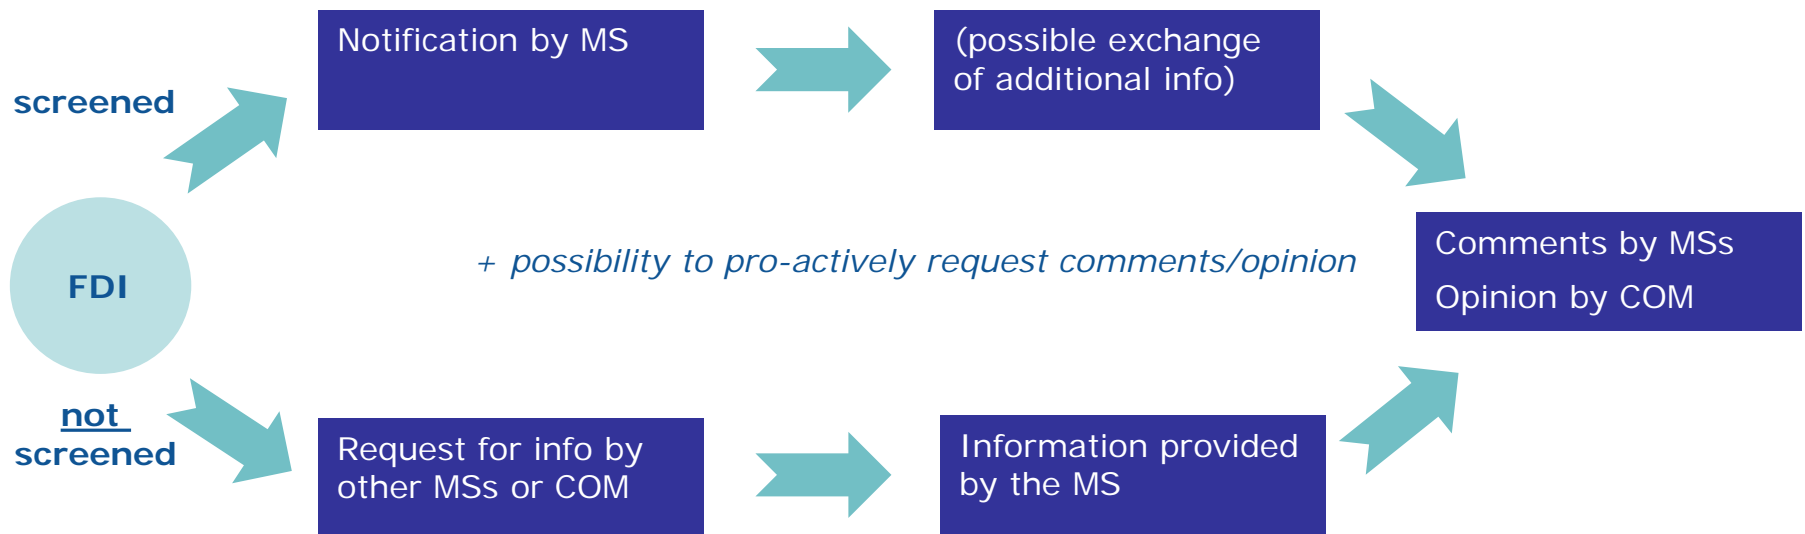 Notification by MS
(possible exchange
of additional info)
screened
FDI
+ possibility to pro-actively request comments/opinion
Comments by MSs
Opinion by COM
not
screened
Request for info by
other MSs or COM
Information provided
by the MS